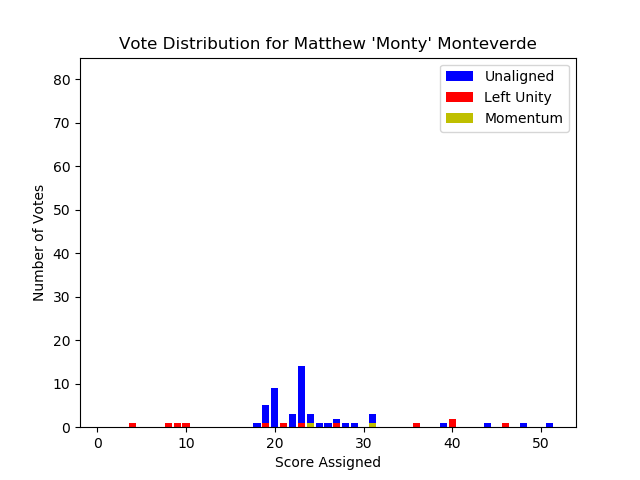 Vote Distribution for Matthew 'Monty' Monteverde
Unaligned
Left Unity
Momentum
80
70
60
50
40
30
20
10
0
Number of Votes
0 10 20 30 40 50
Score Assigned